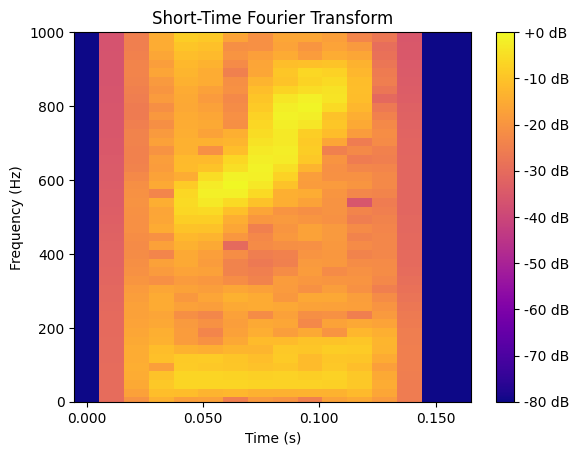 Short-Time Fourier Transform
1000
800
600
400
200
0
Frequency (Hz)
0.000
0.050
0.100
0.150
Time (s)
+0 dB
-10 dB
-20 dB
-30 dB
-40 dB
-50 dB
-60 dB
-70 dB
-80 dB